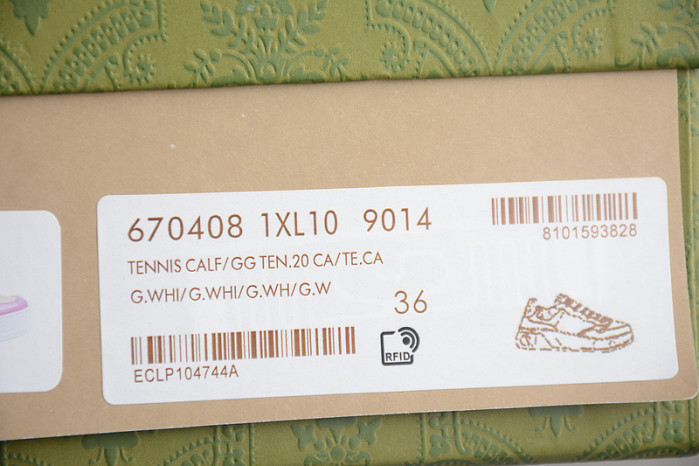 670408 1XL10 9014
8101593828
TENNIS CALF/GG TEN.20 CA/TE.CA
G.WHI/G.WHI/G.WH/G.W
36
RFID
ECLP104744A